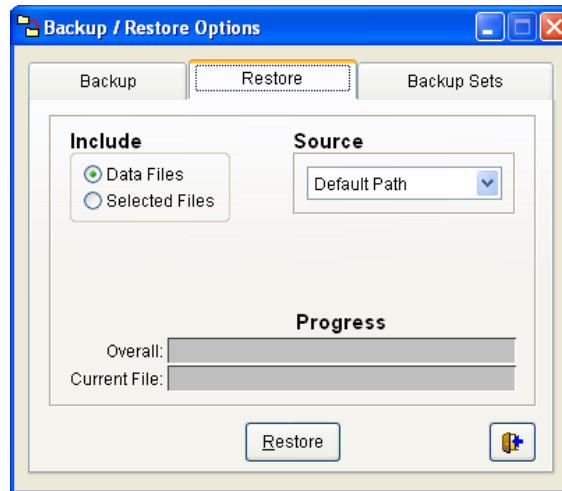 Backup / Restore Options
Backup Restore Backup Sets
Include Source
Data Files Default Path
Selected Files
Progress
Overall:
Current File:
Restore